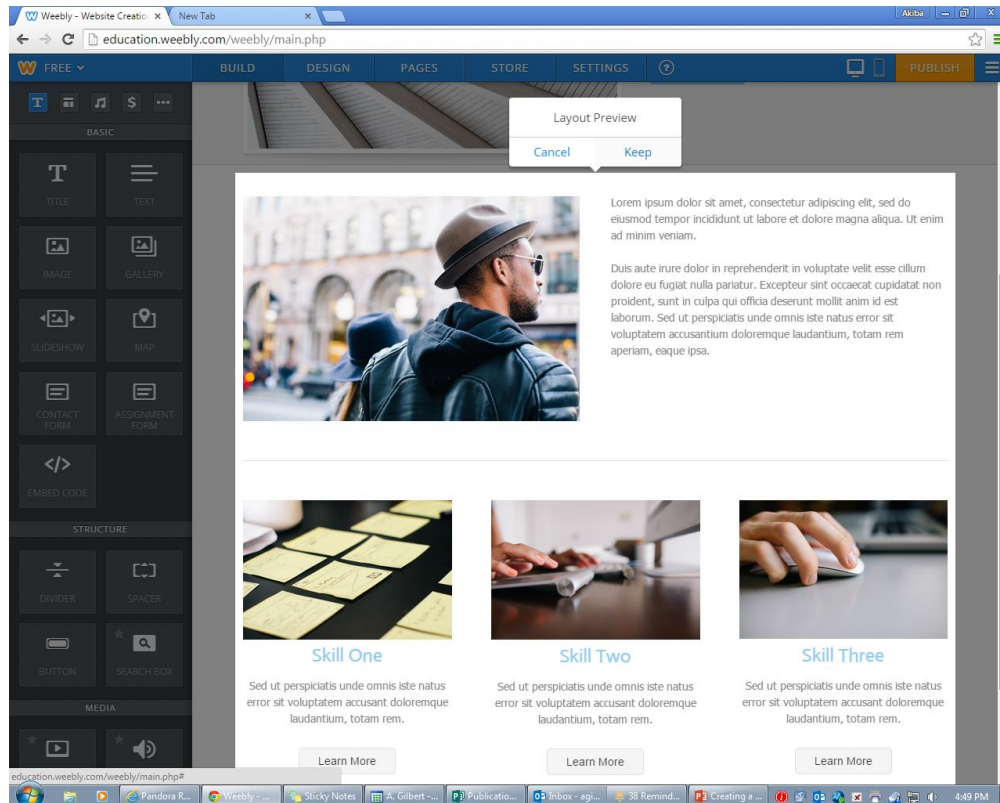 Weebly - Website Creatio
New Tab
Akiba
education.weebly.com/weebly/main.php
FREE
BUILD
DESIGN
PAGES
STORE
SETTINGS
?
PUBLISH
T
$
BASIC
T
TITLE
TEXT
IMAGE
GALLERY
SLIDESHOW
MAP
CONTACT FORM
ASSIGNMENT FORM
</>
EMBED CODE
STRUCTURE
DIVIDER
SPACER
BUTTON
SEARCH BOX
MEDIA
Layout Preview
Cancel
Keep
Lorem ipsum dolor sit amet, consectetur adipiscing elit, sed do
eiusmod tempor incididunt ut labore et dolore magna aliqua. Ut enim
ad minim veniam.
Duis aute irure dolor in reprehenderit in voluptate velit esse cillum
dolore eu fugiat nulla pariatur. Excepteur sint occaecat cupidatat non
proident, sunt in culpa qui officia deserunt mollit anim id est
laborum. Sed ut perspiciatis unde omnis iste natus error sit
voluptatem accusantium doloremque laudantium, totam rem
aperiam, eaque ipsa.
Skill One
Sed ut perspiciatis unde omnis iste natus
error sit voluptatem accusant doloremque
laudantium, totam rem.
Learn More
Skill Two
Sed ut perspiciatis unde omnis iste natus
error sit voluptatem accusant doloremque
laudantium, totam rem.
Learn More
Skill Three
Sed ut perspiciatis unde omnis iste natus
error sit voluptatem accusant doloremque
laudantium, totam rem.
Learn More
education.weebly.com/weebly/main.php#
Pandora R...
Weebly - ...
Sticky Notes
A. Gilbert -...
Publicatio...
Inbox - agi...
38 Remind...
Creating a ...
4:49 PM